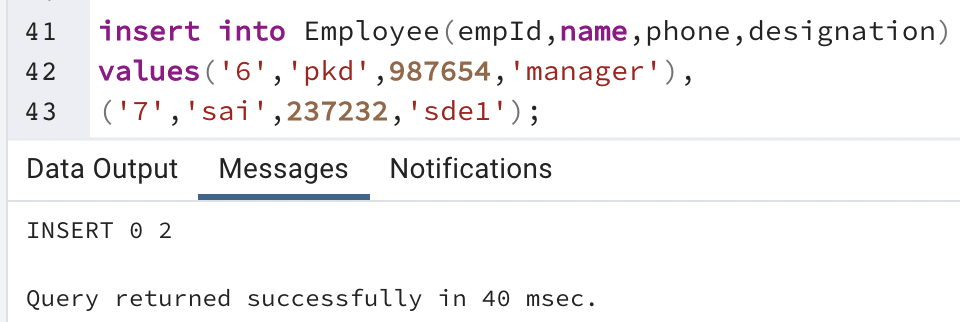 41 insert into Employee(empId,name,phone,designation)
42 values('6','pkd',987654,'manager'),
43 ('7','sai',237232,'sde1');
Data Output Messages Notifications
INSERT 0 2
Query returned successfully in 40 msec.